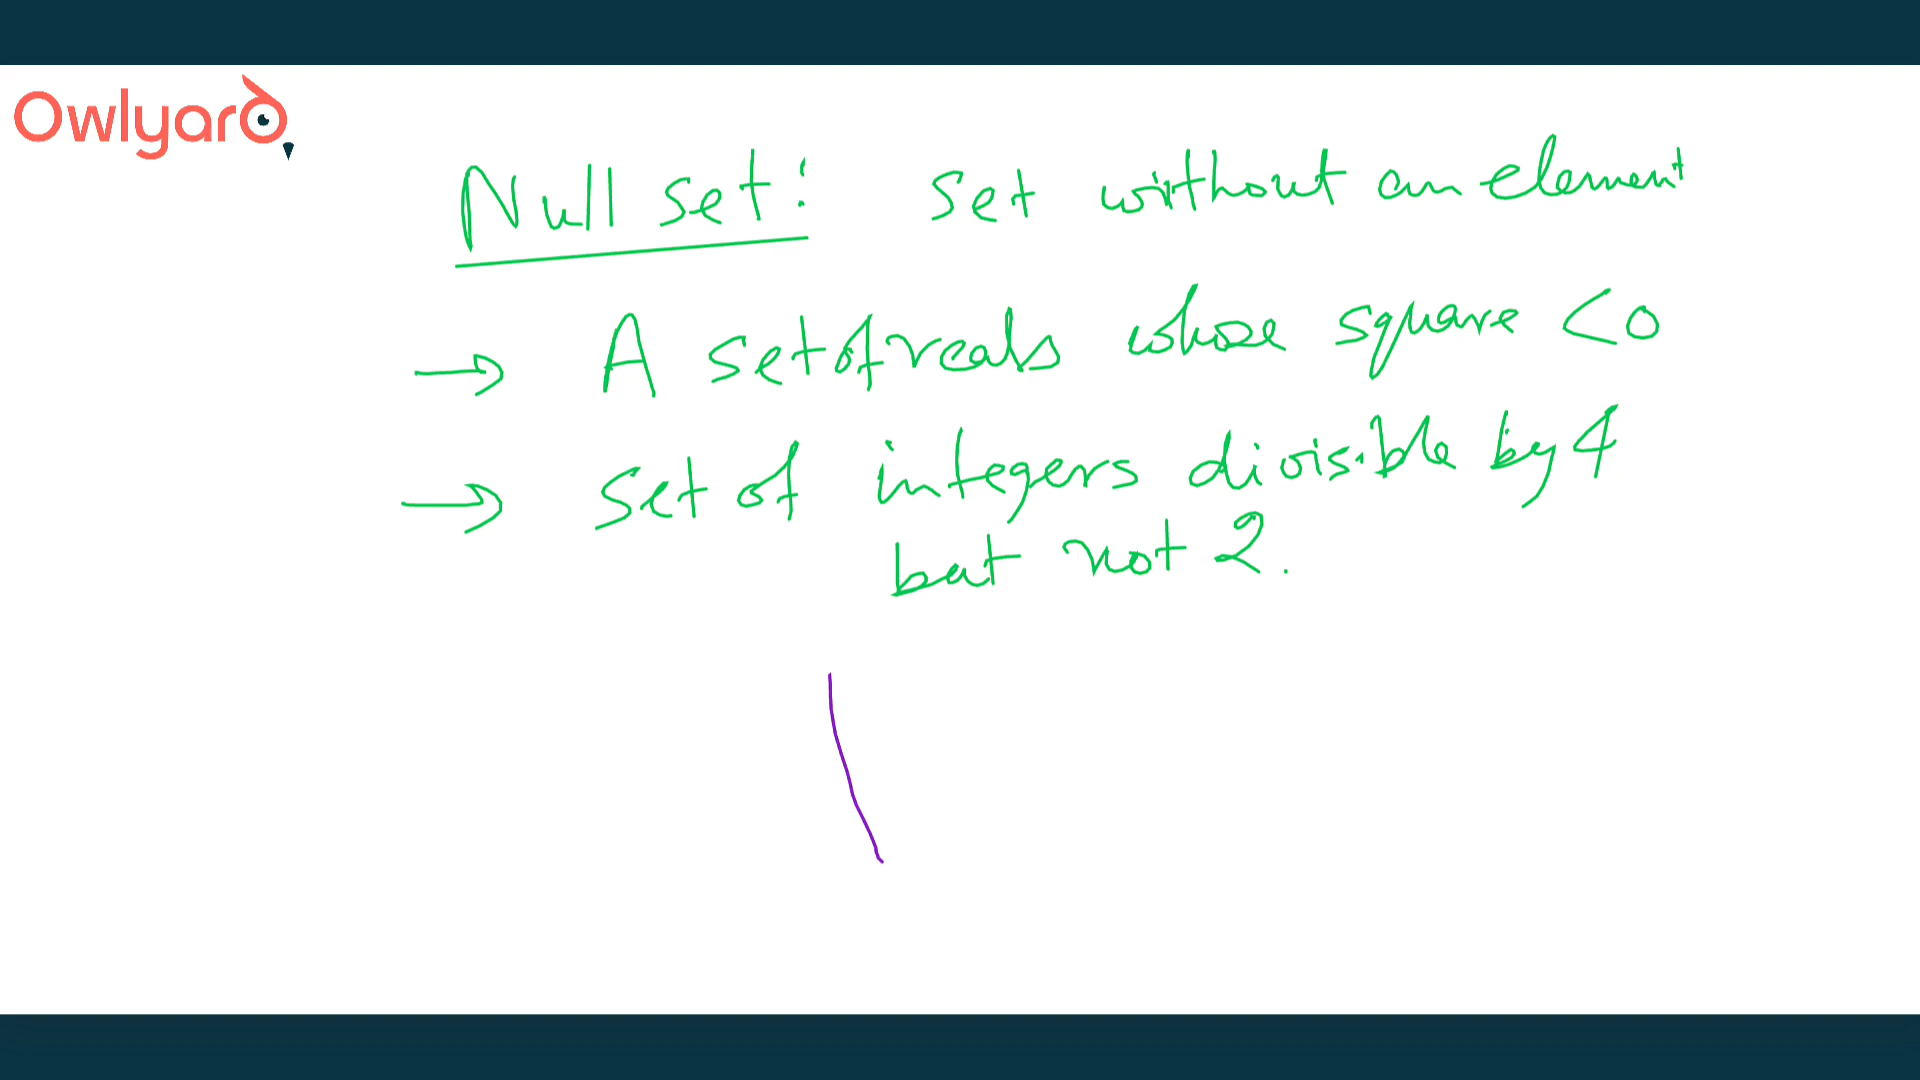 Owlyard
Null set: Set without an element
→ A set of reals whose square <0
→ Set of integers divisible by 4
but not 2.